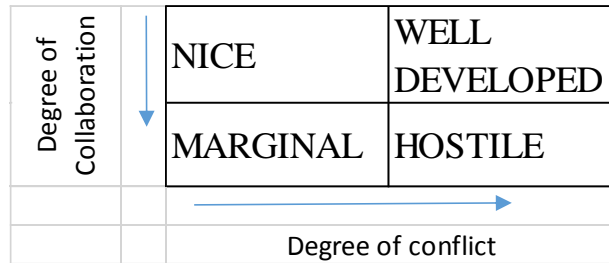 Degree of
Collaboration
NICE
WELL
DEVELOPED
MARGINAL
HOSTILE
Degree of conflict